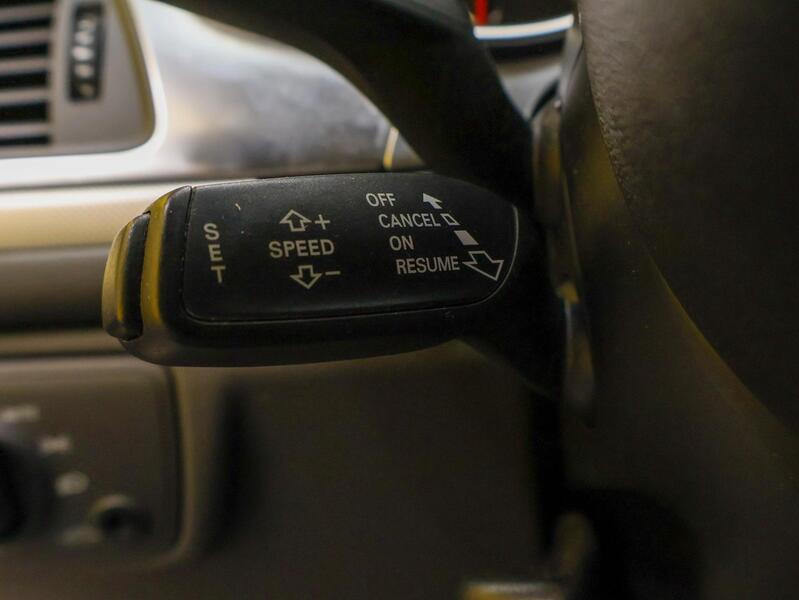 SET
+
SPEED
−
OFF
CANCEL
ON
RESUME